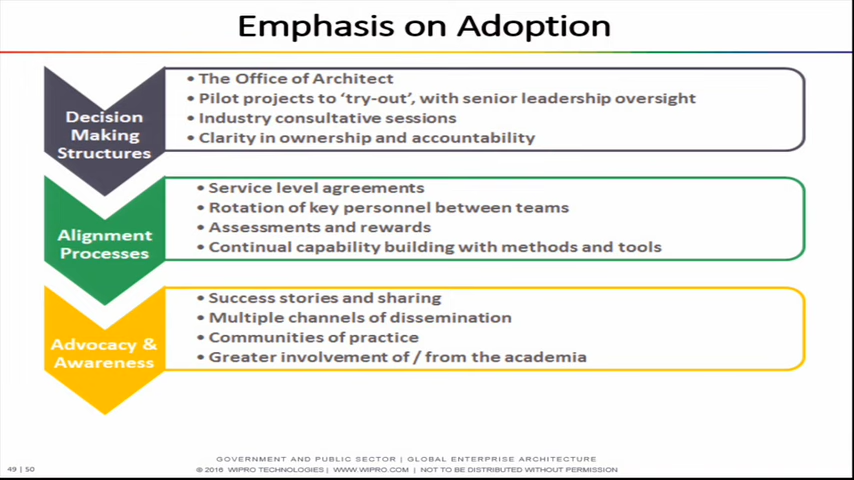 Emphasis on Adoption
Decision
Making
Structures
• The Office of Architect
• Pilot projects to ‘try-out’, with senior leadership oversight
• Industry consultative sessions
• Clarity in ownership and accountability
Alignment
Processes
• Service level agreements
• Rotation of key personnel between teams
• Assessments and rewards
• Continual capability building with methods and tools
Advocacy &
Awareness
• Success stories and sharing
• Multiple channels of dissemination
• Communities of practice
• Greater involvement of / from the academia
GOVERNMENT AND PUBLIC SECTOR | GLOBAL ENTERPRISE ARCHITECTURE
49 | 50
© 2016 WIPRO TECHNOLOGIES | WWW.WIPRO.COM | NOT TO BE DISTRIBUTED WITHOUT PERMISSION